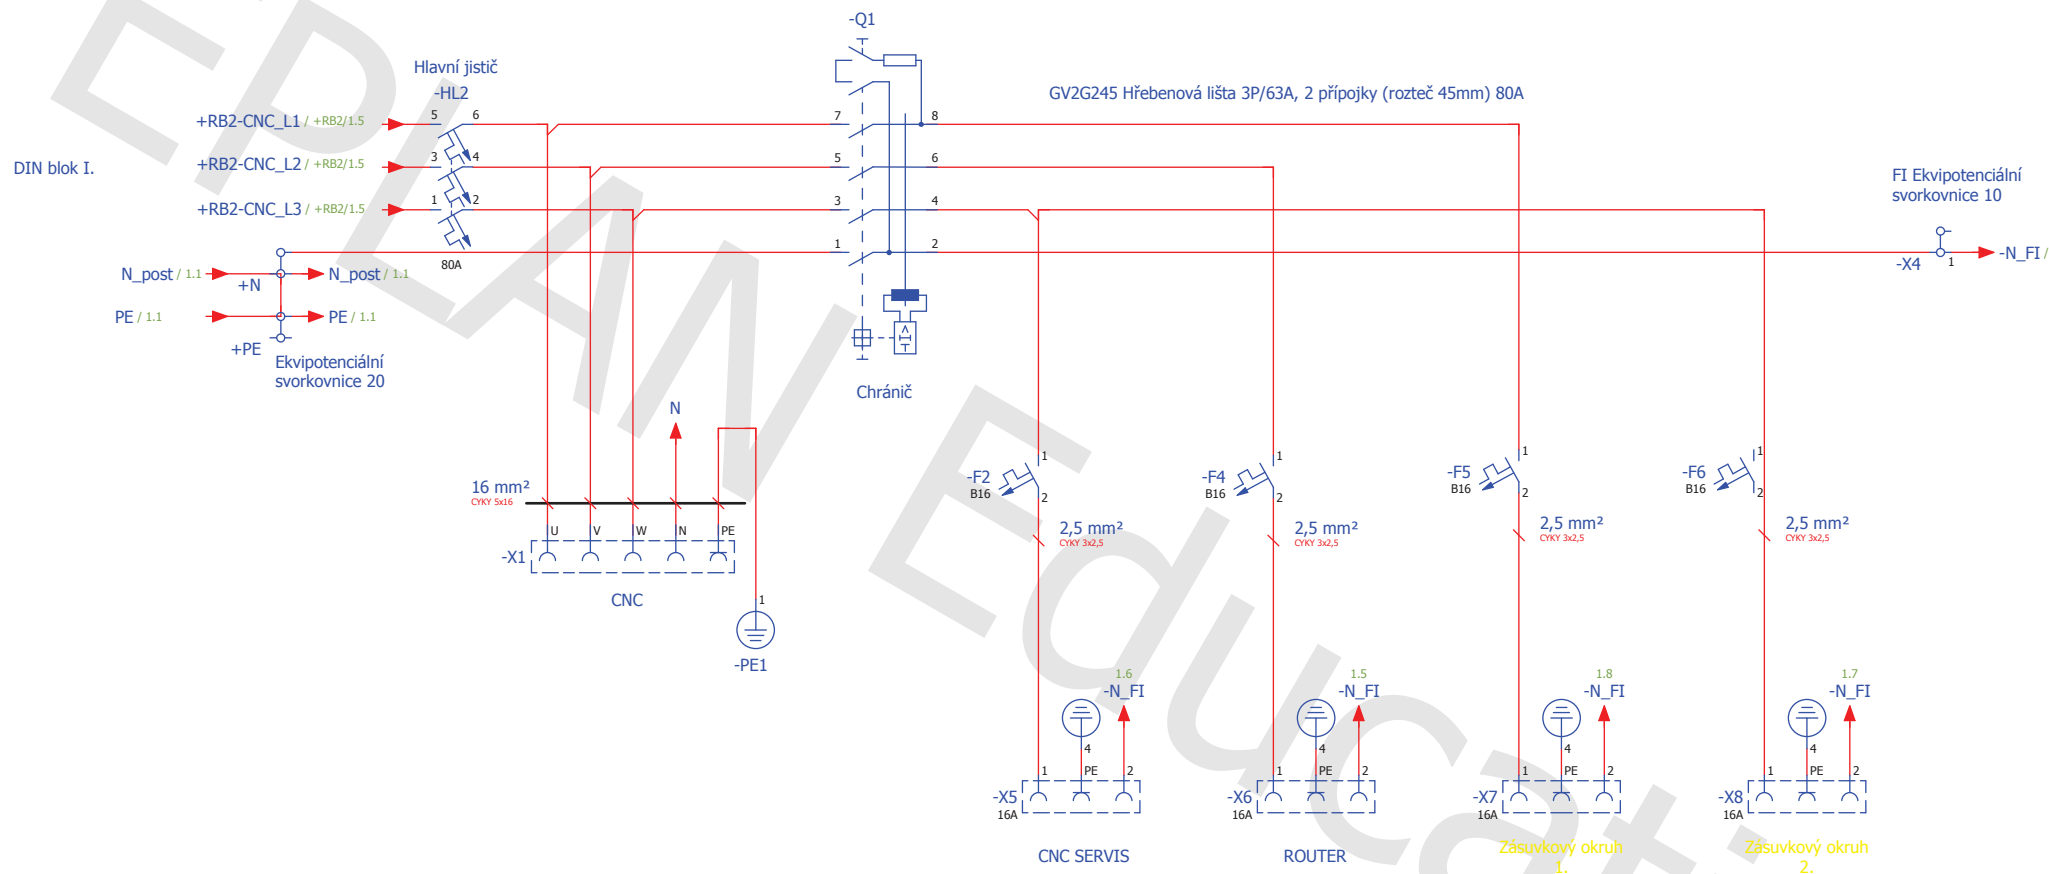 -Q1
Hlavní jistič
-HL2
GV2G245 Hřebenová lišta 3P/63A, 2 přípojky (rozteč 45mm) 80A
+RB2-CNC_L1 / +RB2/1.5
5 6
7 8
DIN blok I.
+RB2-CNC_L2 / +RB2/1.5
3 4
5 6
FI Ekvipotenciální
svorkovnice 10
+RB2-CNC_L3 / +RB2/1.5
1 2
3 4
1 2
80A
-X4 1
-N_FI /
N_post / 1.1
+N
N_post / 1.1
PE / 1.1
PE / 1.1
+PE
Ekvipotenciální
svorkovnice 20
Chránič
N
16 mm²
CYKY 5x16
U V W N PE
-X1
CNC
1
-PE1
1
-F2
B16
2
2,5 mm²
CYKY 3x2,5
1
-F4
B16
2
2,5 mm²
CYKY 3x2,5
1
-F5
B16
2
2,5 mm²
CYKY 3x2,5
1
-F6
B16
2
2,5 mm²
CYKY 3x2,5
1.6
-N_FI
4
1 PE 2
-X5
16A
CNC SERVIS
1.5
-N_FI
4
1 PE 2
-X6
16A
ROUTER
1.8
-N_FI
4
1 PE 2
-X7
16A
Zásuvkový okruh
1.
1.7
-N_FI
4
1 PE 2
-X8
16A
Zásuvkový okruh
2.
EPLAN Educati